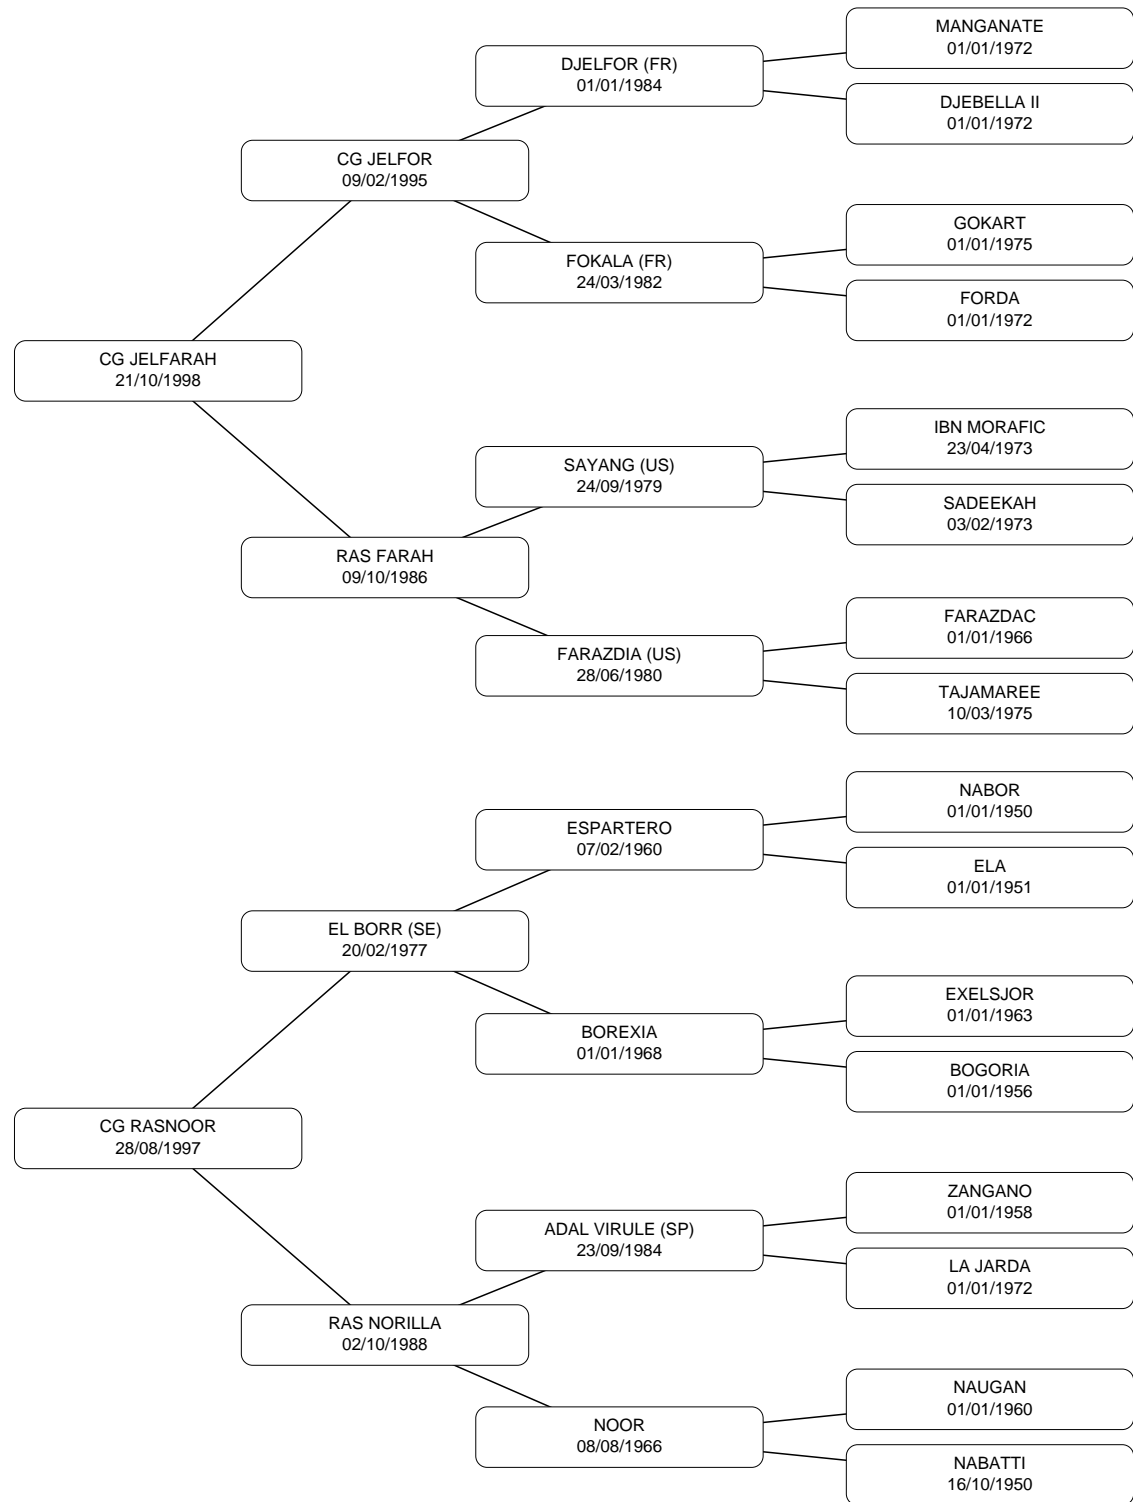 MANGANATE
01/01/1972
DJELFOR (FR)
01/01/1984
DJEBELLA II
01/01/1972
CG JELFOR
09/02/1995
GOKART
01/01/1975
FOKALA (FR)
24/03/1982
FORDA
01/01/1972
CG JELFARAH
21/10/1998
IBN MORAFIC
23/04/1973
SAYANG (US)
24/09/1979
SADEEKAH
03/02/1973
RAS FARAH
09/10/1986
FARAZDAC
01/01/1966
FARAZDIA (US)
28/06/1980
TAJAMAREE
10/03/1975
NABOR
01/01/1950
ESPARTERO
07/02/1960
ELA
01/01/1951
EL BORR (SE)
20/02/1977
EXELSJOR
01/01/1963
BOREXIA
01/01/1968
BOGORIA
01/01/1956
CG RASNOOR
28/08/1997
ZANGANO
01/01/1958
ADAL VIRULE (SP)
23/09/1984
LA JARDA
01/01/1972
RAS NORILLA
02/10/1988
NAUGAN
01/01/1960
NOOR
08/08/1966
NABATTI
16/10/1950